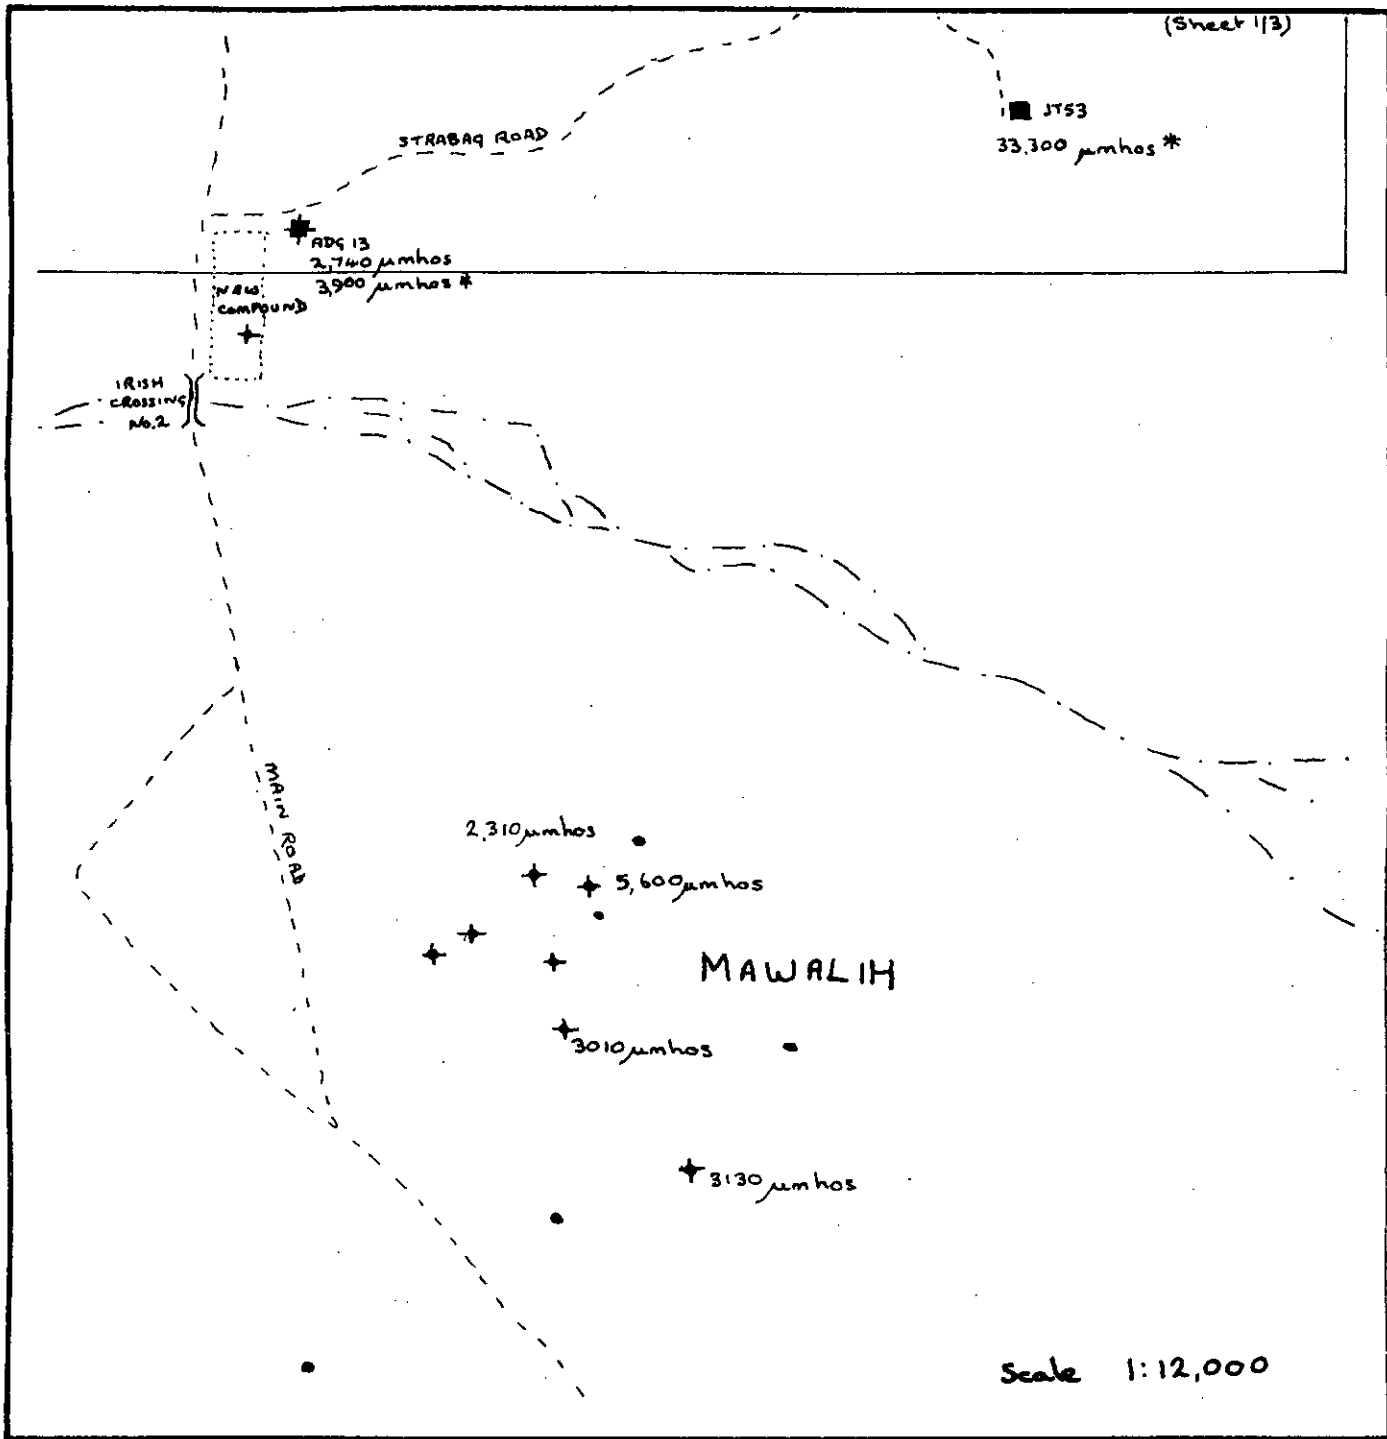 (Sheet 1/3)
JT53
33,300 µmhos *
STRABAG ROAD
ADG 13
2,740 µmhos
3,900 µmhos *
NEW
COMPOUND
IRISH
CROSSING
No.2
MAIN ROAD
2,310 µmhos
5,600 µmhos
MAWALIH
3010 µmhos
3130 µmhos
Scale 1:12,000